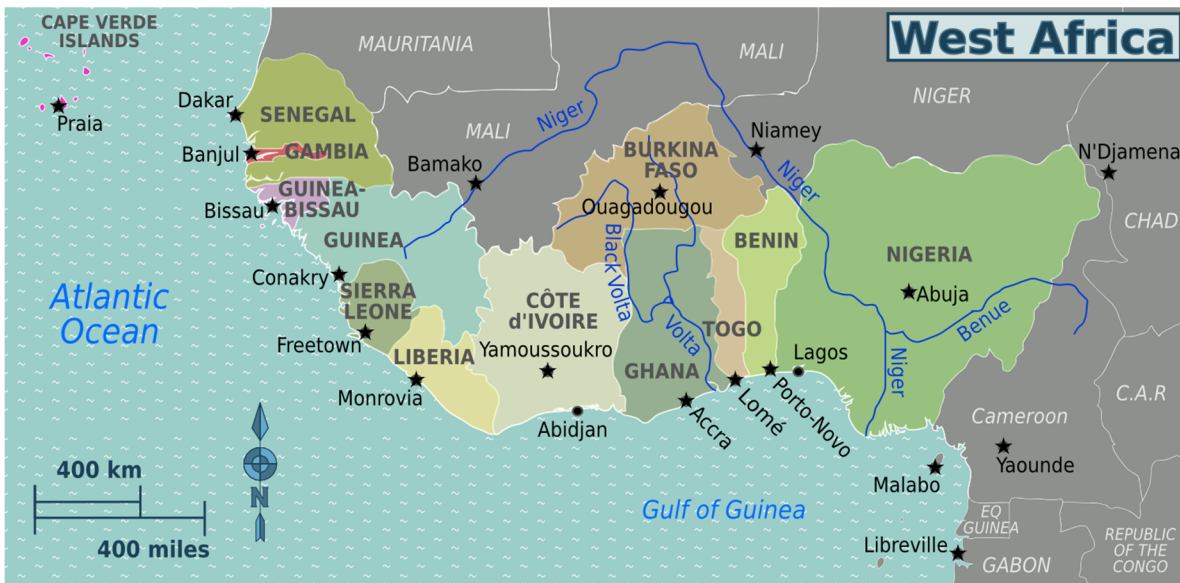 CAPE VERDE
ISLANDS
Praia
MAURITANIA
MALI
West Africa
NIGER
Dakar
SENEGAL
MALI
Niger
Niamey
N'Djamena
Banjul
GAMBIA
Bamako
BURKINA
FASO
Niger
GUINEA-
BISSAU
Bissau
Ouagadougou
CHAD
GUINEA
Black Volta
BENIN
NIGERIA
Conakry
SIERRA
LEONE
CÔTE
d'IVOIRE
Abuja
Atlantic
Ocean
Freetown
LIBERIA
Yamoussoukro
Volta
TOGO
Benue
Lagos
GHANA
Niger
Monrovia
Abidjan
Accra
Lomé
Porto-Novo
C.A.R
Cameroon
Yaounde
400 km
N
400 miles
Malabo
Gulf of Guinea
EQ
GUINEA
Libreville
GABON
REPUBLIC
OF THE
CONGO